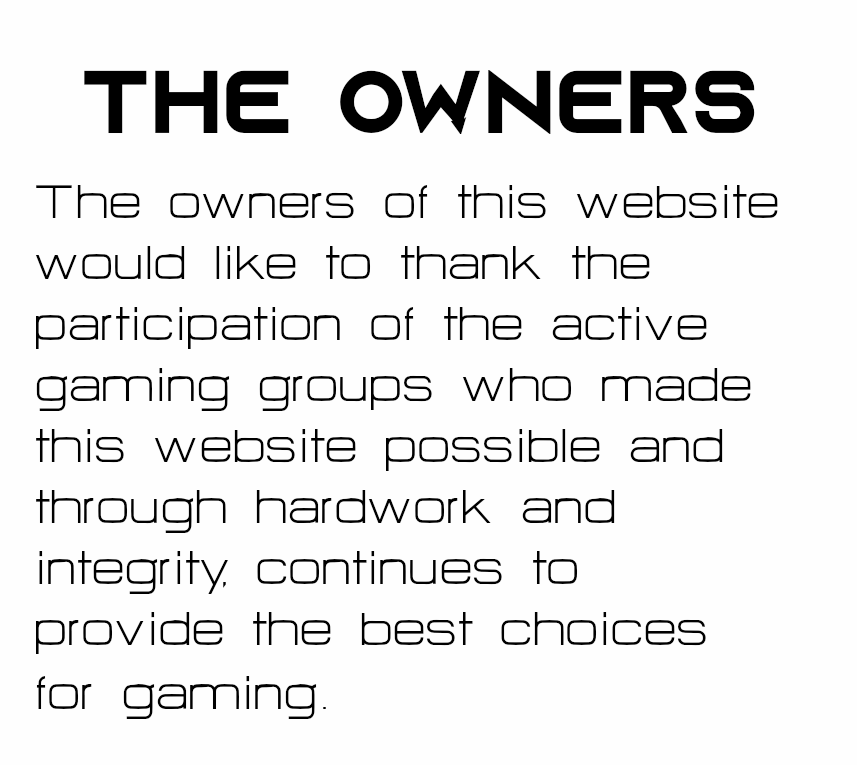 THE OWNERS
The owners of this website
would like to thank the
participation of the active
gaming groups who made
this website possible and
through hardwork and
integrity, continues to
provide the best choices
for gaming.